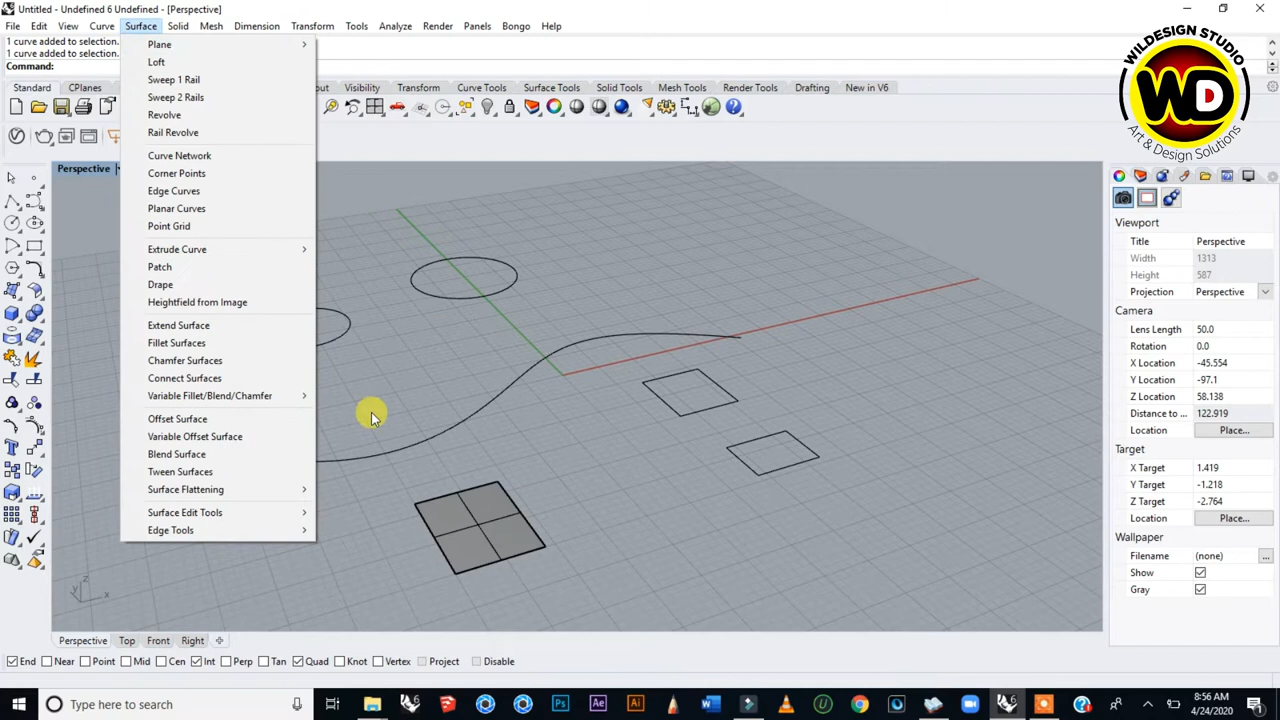 Untitled - Undefined 6 Undefined - [Perspective]
File Edit View Curve Surface Solid Mesh Dimension Transform Tools Analyze Render Panels Bongo Help
1 curve added to selection.
1 curve added to selection.
Command:
Standard CPlanes out Visibility Transform Curve Tools Surface Tools Solid Tools Mesh Tools Render Tools Drafting New in V6
WILDESIGN STUDIO
WD
Art & Design Solutions
Perspective
Plane
Loft
Sweep 1 Rail
Sweep 2 Rails
Revolve
Rail Revolve
Curve Network
Corner Points
Edge Curves
Planar Curves
Point Grid
Extrude Curve
Patch
Drape
Heightfield from Image
Extend Surface
Fillet Surfaces
Chamfer Surfaces
Connect Surfaces
Variable Fillet/Blend/Chamfer
Offset Surface
Variable Offset Surface
Blend Surface
Tween Surfaces
Surface Flattening
Surface Edit Tools
Edge Tools
z
y x
Viewport
Title Perspective
Width 1313
Height 587
Projection Perspective
Camera
Lens Length 50.0
Rotation 0.0
X Location -45.554
Y Location -97.1
Z Location 58.138
Distance to ... 122.919
Location Place...
Target
X Target 1.419
Y Target -1.218
Z Target -2.764
Location Place...
Wallpaper
Filename (none) ...
Show
Gray
Perspective Top Front Right
End Near Point Mid Cen Int Perp Tan Quad Knot Vertex Project Disable
Type here to search
Ps Ae Ai
8:56 AM
4/24/2020